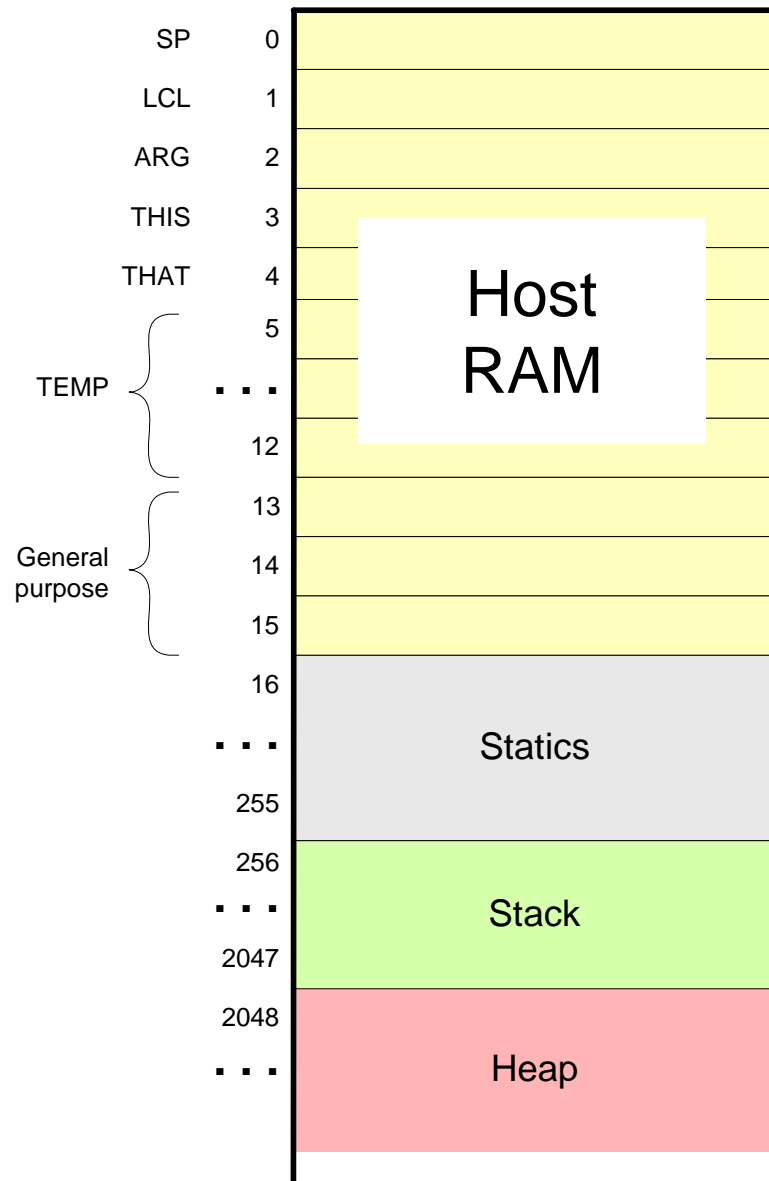 SP 0
LCL 1
ARG 2
THIS 3
THAT 4
Host
RAM
5
TEMP ...
12
13
General
purpose
14
15
16
... Statics
255
256
... Stack
2047
2048
... Heap